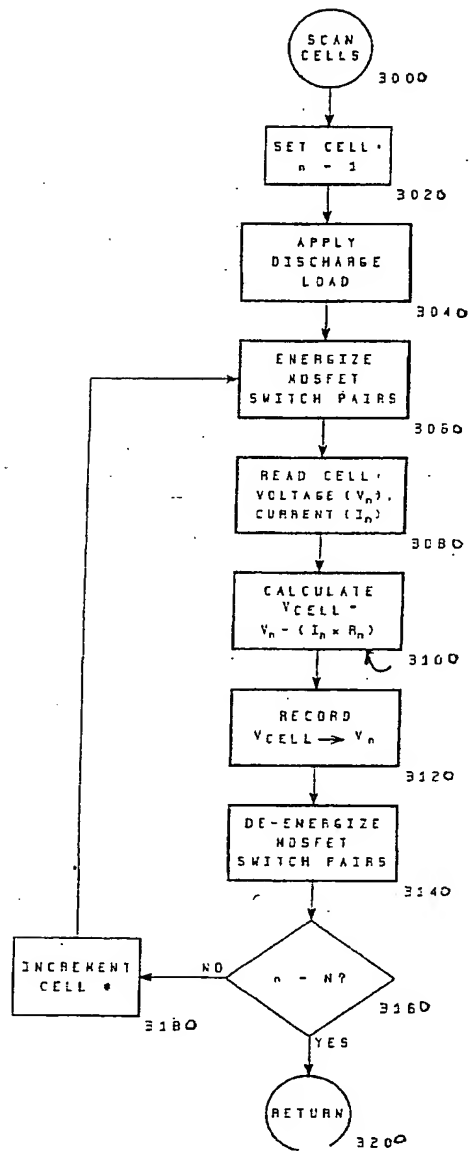 SCAN
CELLS
3000
SET CELL,
n - 1
3020
APPLY
DISCHARGE
LOAD
3040
ENERGIZE
MOSFET
SWITCH PAIRS
3060
READ CELL,
VOLTAGE (Vn),
CURRENT (In)
3080
CALCULATE
VCELL =
Vn - (In x Rn)
3100
RECORD
VCELL → Vn
3120
DE-ENERGIZE
MOSFET
SWITCH PAIRS
3140
INCREMENT
CELL #
3180
NO
n - N?
3160
YES
RETURN
3200